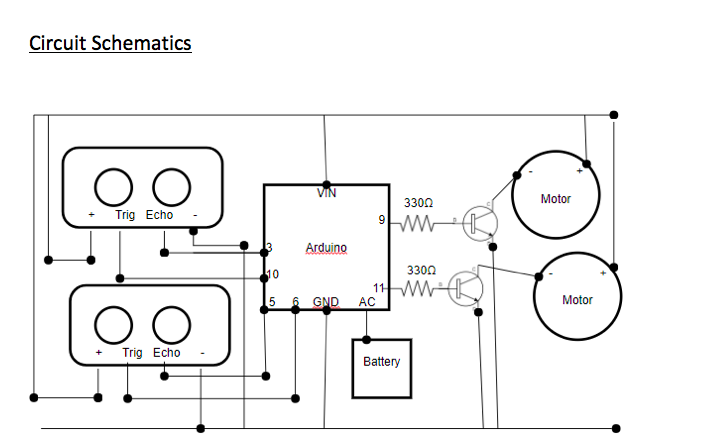 Circuit Schematics
+ Trig Echo -
VIN
330Ω
9
B
C
E
- +
Motor
3
Arduino
10
330Ω
11
B
C
E
- +
Motor
5 6 GND AC
+ Trig Echo -
Battery